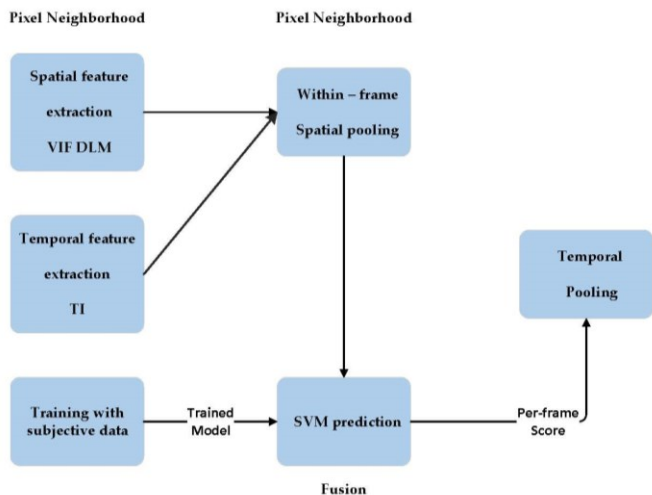 Pixel Neighborhood
Pixel Neighborhood
Spatial feature
extraction
VIF DLM
Within – frame
Spatial pooling
Temporal feature
extraction
TI
Temporal
Pooling
Training with
subjective data
Trained
Model
SVM prediction
Per-frame
Score
Fusion